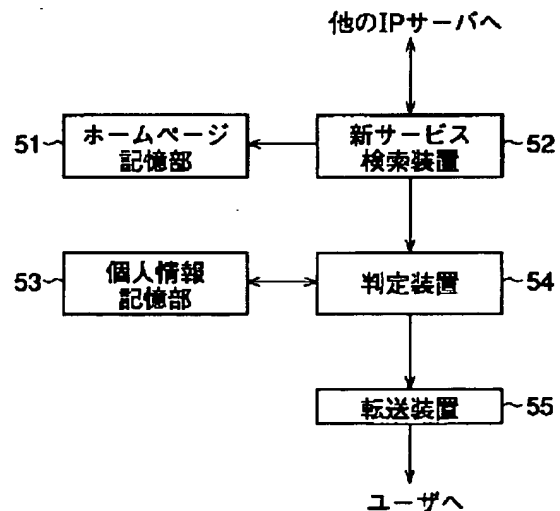 他のIPサーバへ
51
ホームページ
記憶部
新サービス
検索装置
52
53
個人情報
記憶部
判定装置
54
転送装置
55
ユーザへ